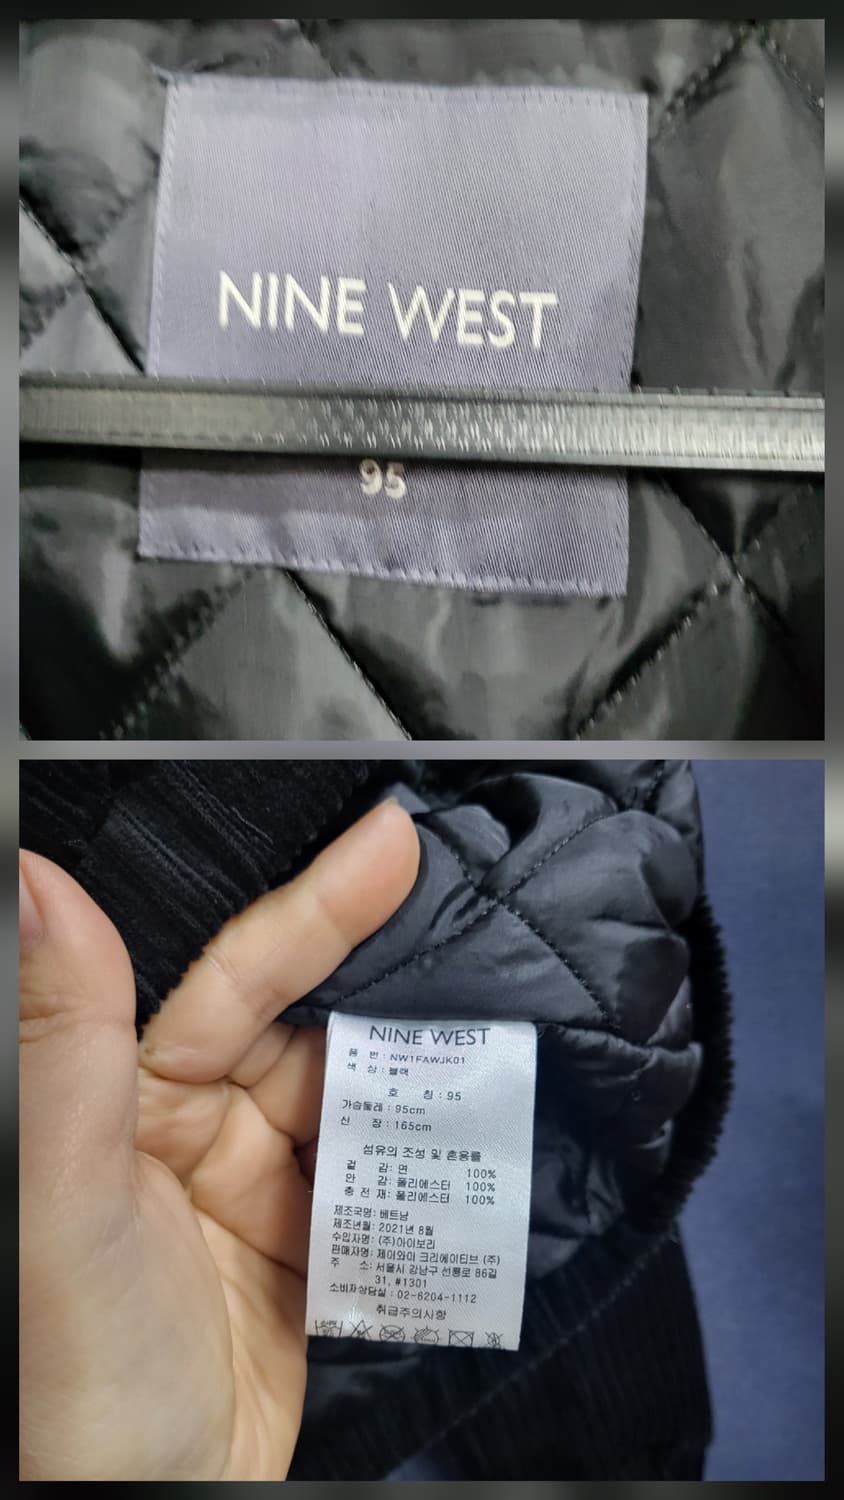 NINE WEST
95
NINE WEST
품 번 : NW1FAWJK01
색 상 : 블랙
호 칭 : 95
가슴둘레 : 95cm
신 장 : 165cm
섬유의 조성 및 혼용률
겉 감 : 면 100%
안 감 : 폴리에스터 100%
충 전 재 : 폴리에스터 100%
제조국명: 베트남
제조년월: 2021년 8월
수입자명: (주)아이보리
판매자명: 제이와이 크리에이티브 (주)
주 소: 서울시 강남구 선릉로 86길
31, #1301
소비자상담실 : 02-6204-1112
취급주의사항